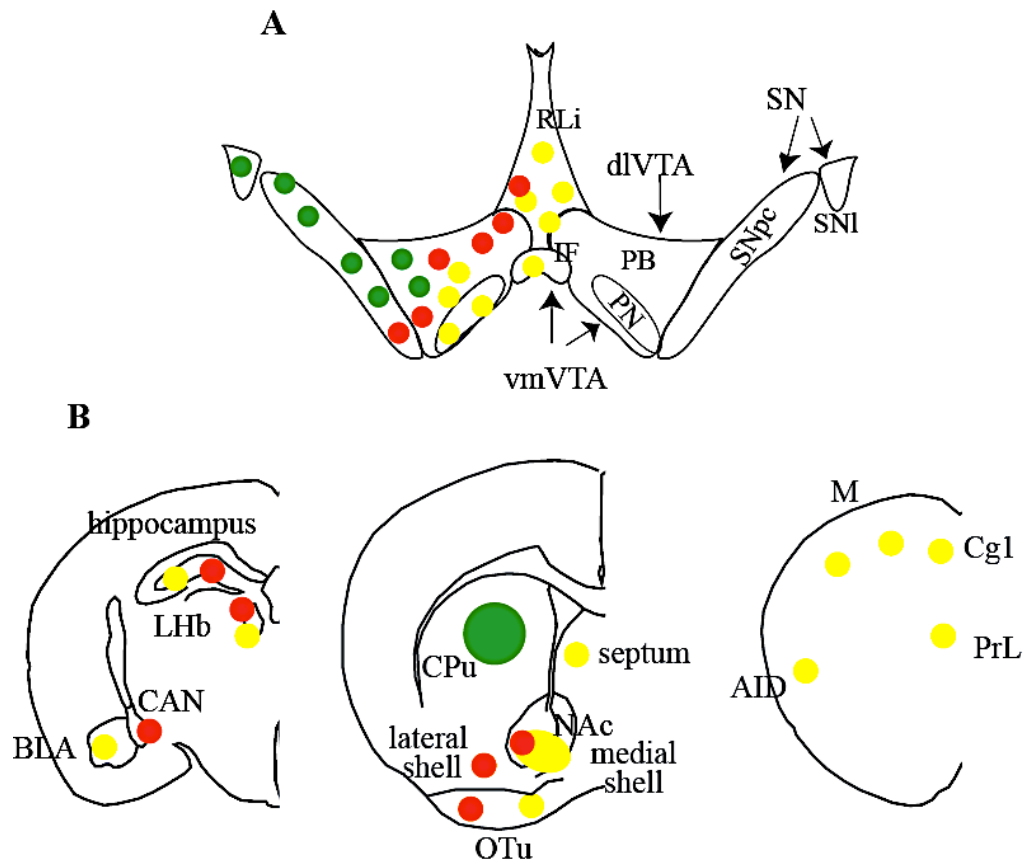 A
SN
RLi
dlVTA
SNl
SNpc
IF
PB
PN
vmVTA
B
M
hippocampus
Cg1
LHb
septum
PrL
CPu
AID
CAN
NAc
BLA
lateral
shell
medial
shell
OTu